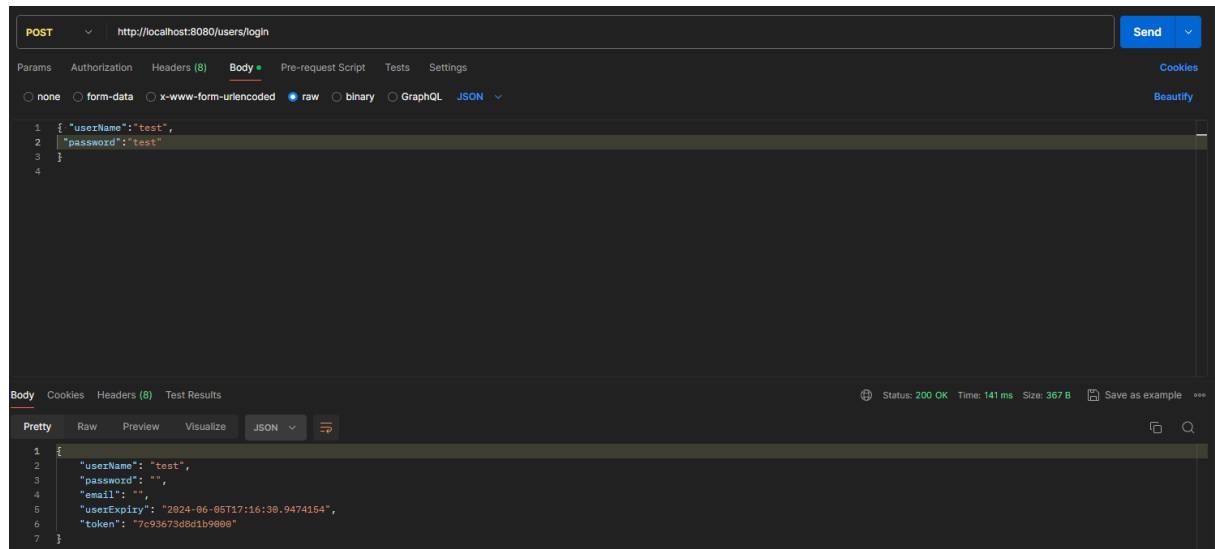 POST http://localhost:8080/users/login Send
Params Authorization Headers (8) Body Pre-request Script Tests Settings Cookies
none form-data x-www-form-urlencoded raw binary GraphQL JSON Beautify
1 { "userName":"test",
2 "password":"test"
3 }
4
Body Cookies Headers (8) Test Results Status: 200 OK Time: 141 ms Size: 367 B Save as example
Pretty Raw Preview Visualize JSON
1 {
2 "userName": "test",
3 "password": "",
4 "email": "",
5 "userExpiry": "2024-06-05T17:16:30.9474154",
6 "token": "7c93673d8d1b9000"
7 }